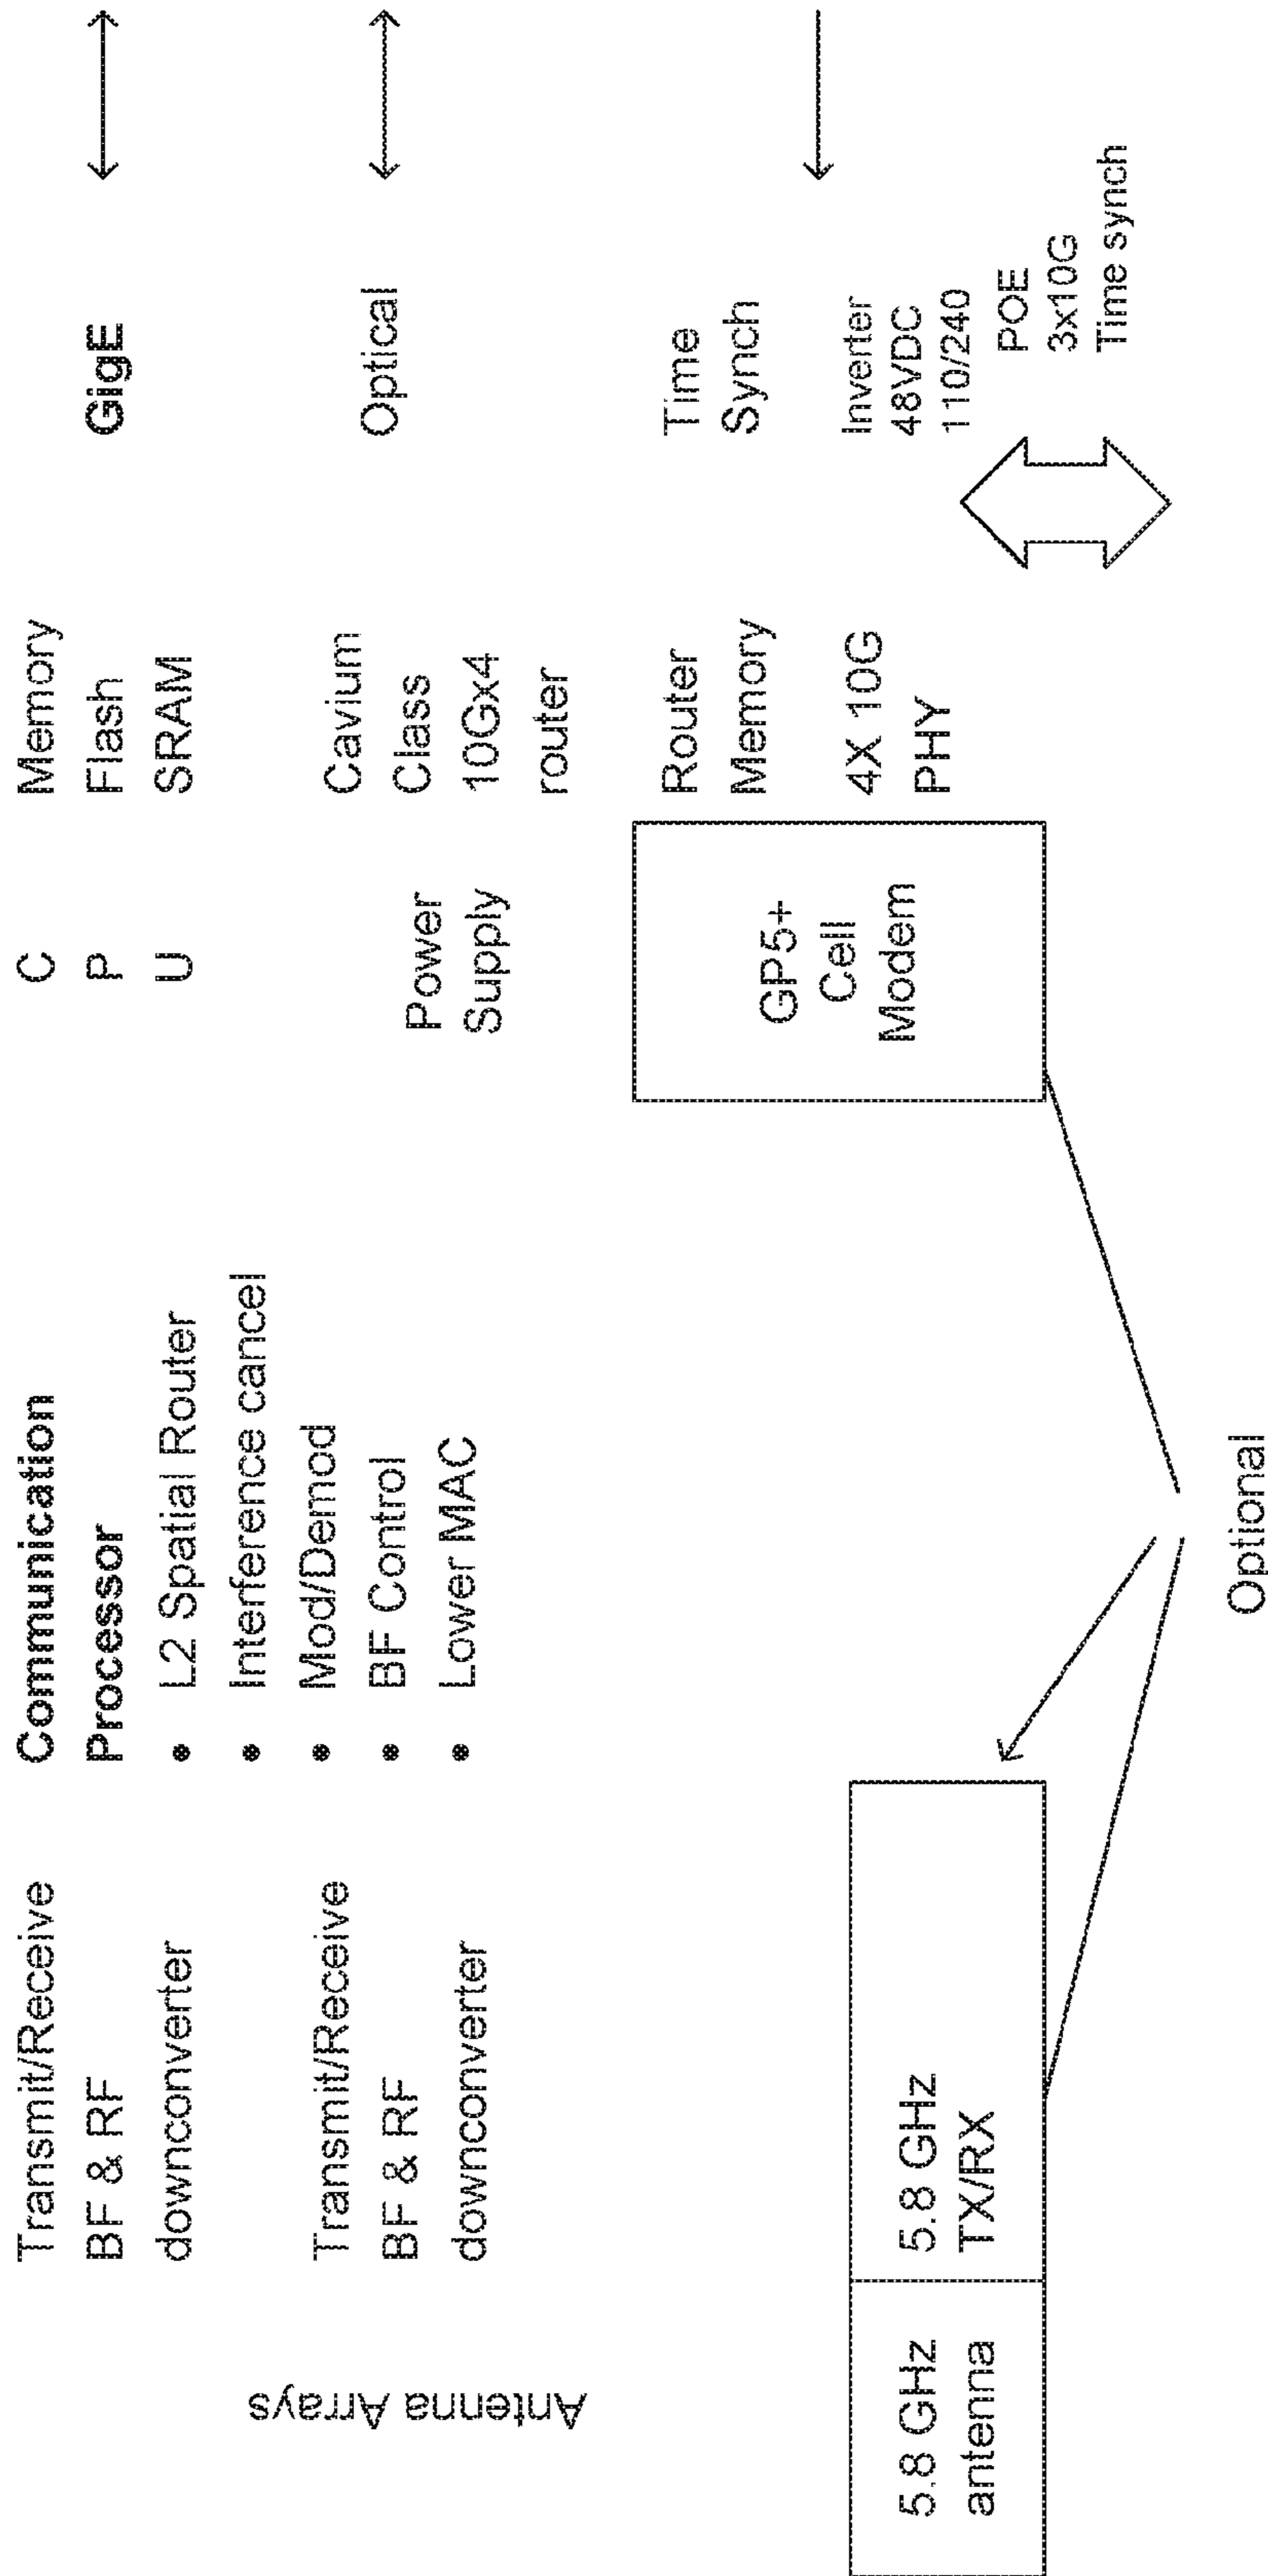 Antenna Arrays
Transmit/Receive
BF & RF
downconverter
Transmit/Receive
BF & RF
downconverter
5.8 GHz
antenna
5.8 GHz
TX/RX
Communication
Processor
• L2 Spatial Router
• Interference cancel
• Mod/Demod
• BF Control
• Lower MAC
Optional
C
P
U
Power
Supply
GP5+
Cell
Modem
Memory
Flash
SRAM
Cavium
Class
10Gx4
router
Router
Memory
4X 10G
PHY
GigE
Optical
Time
Synch
Inverter
48VDC
110/240
POE
3x10G
Time synch